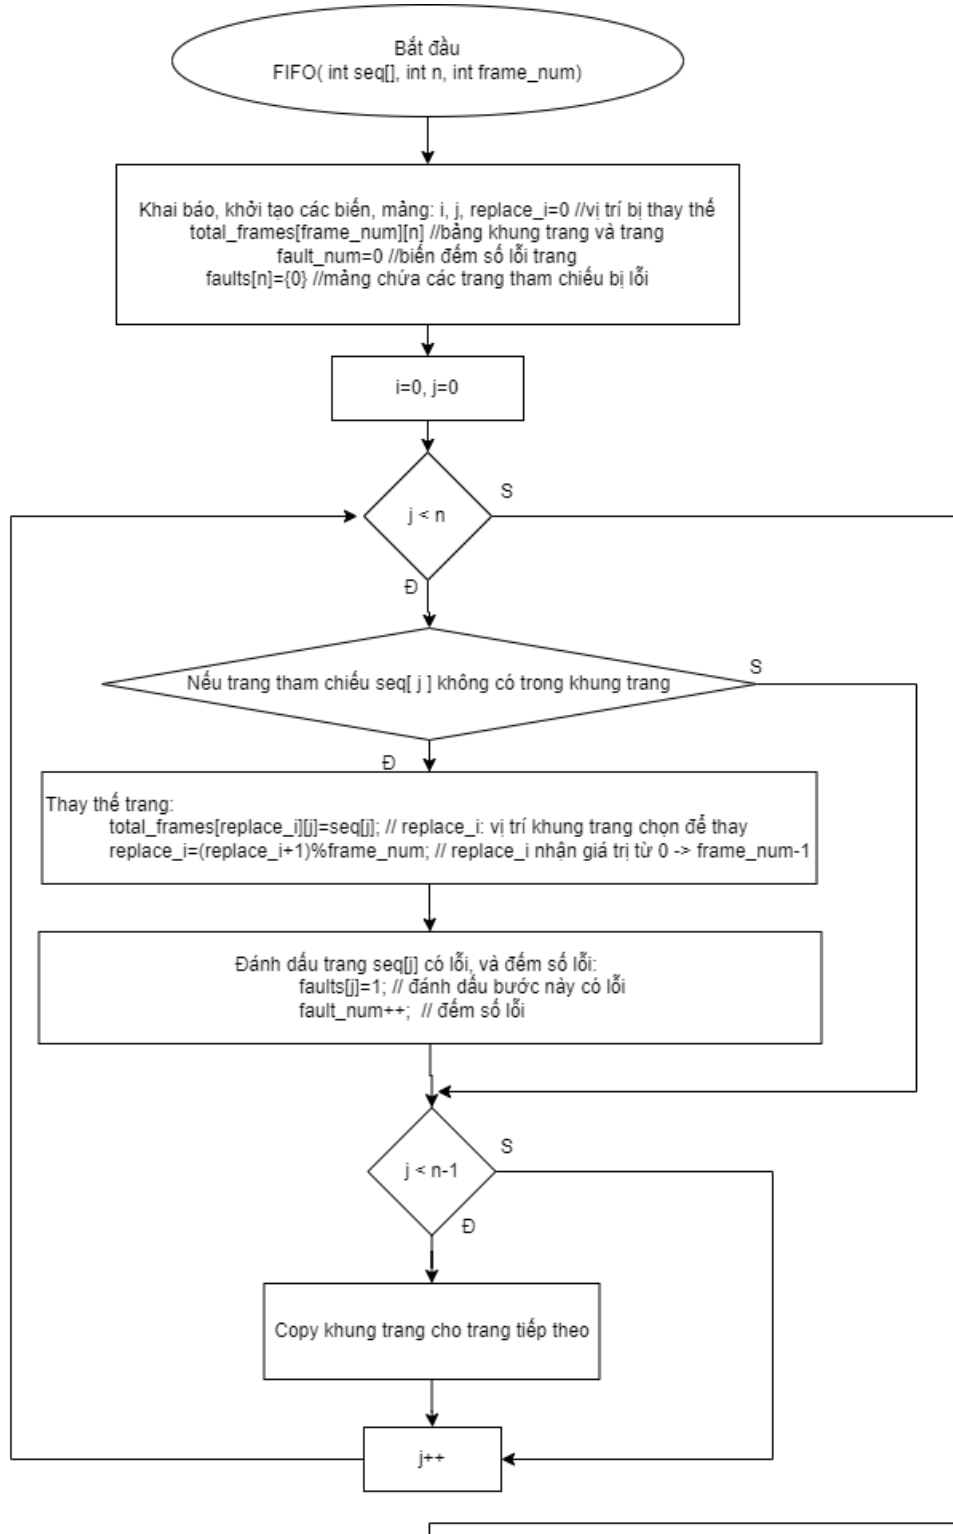 Bắt đầu
FIFO( int seq[], int n, int frame_num)
Khai báo, khởi tạo các biến, mảng: i, j, replace_i=0 //vị trí bị thay thế
total_frames[frame_num][n] //bảng khung trang và trang
fault_num=0 //biến đếm số lỗi trang
faults[n]={0} //mảng chứa các trang tham chiếu bị lỗi
i=0, j=0
j < n
S
Đ
Nếu trang tham chiếu seq[ j ] không có trong khung trang
S
Đ
Thay thế trang:
total_frames[replace_i][j]=seq[j]; // replace_i: vị trí khung trang chọn để thay
replace_i=(replace_i+1)%frame_num; // replace_i nhận giá trị từ 0 -> frame_num-1
Đánh dấu trang seq[j] có lỗi, và đếm số lỗi:
faults[j]=1; // đánh dấu bước này có lỗi
fault_num++; // đếm số lỗi
j < n-1
S
Đ
Copy khung trang cho trang tiếp theo
j++